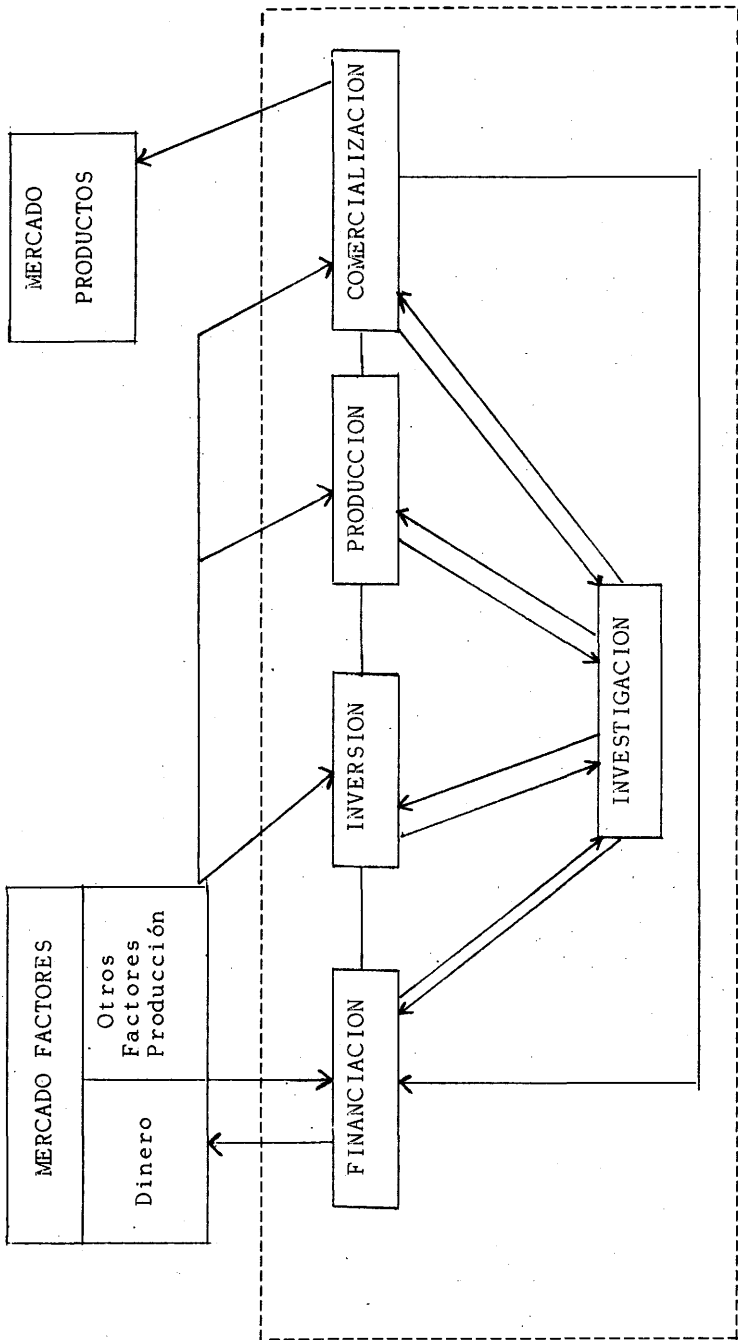 MERCADO FACTORES
Dinero
Otros
Factores
Producción
MERCADO
PRODUCTOS
FINANCIACION
INVERSION
PRODUCCION
COMERCIALIZACION
INVESTIGACION